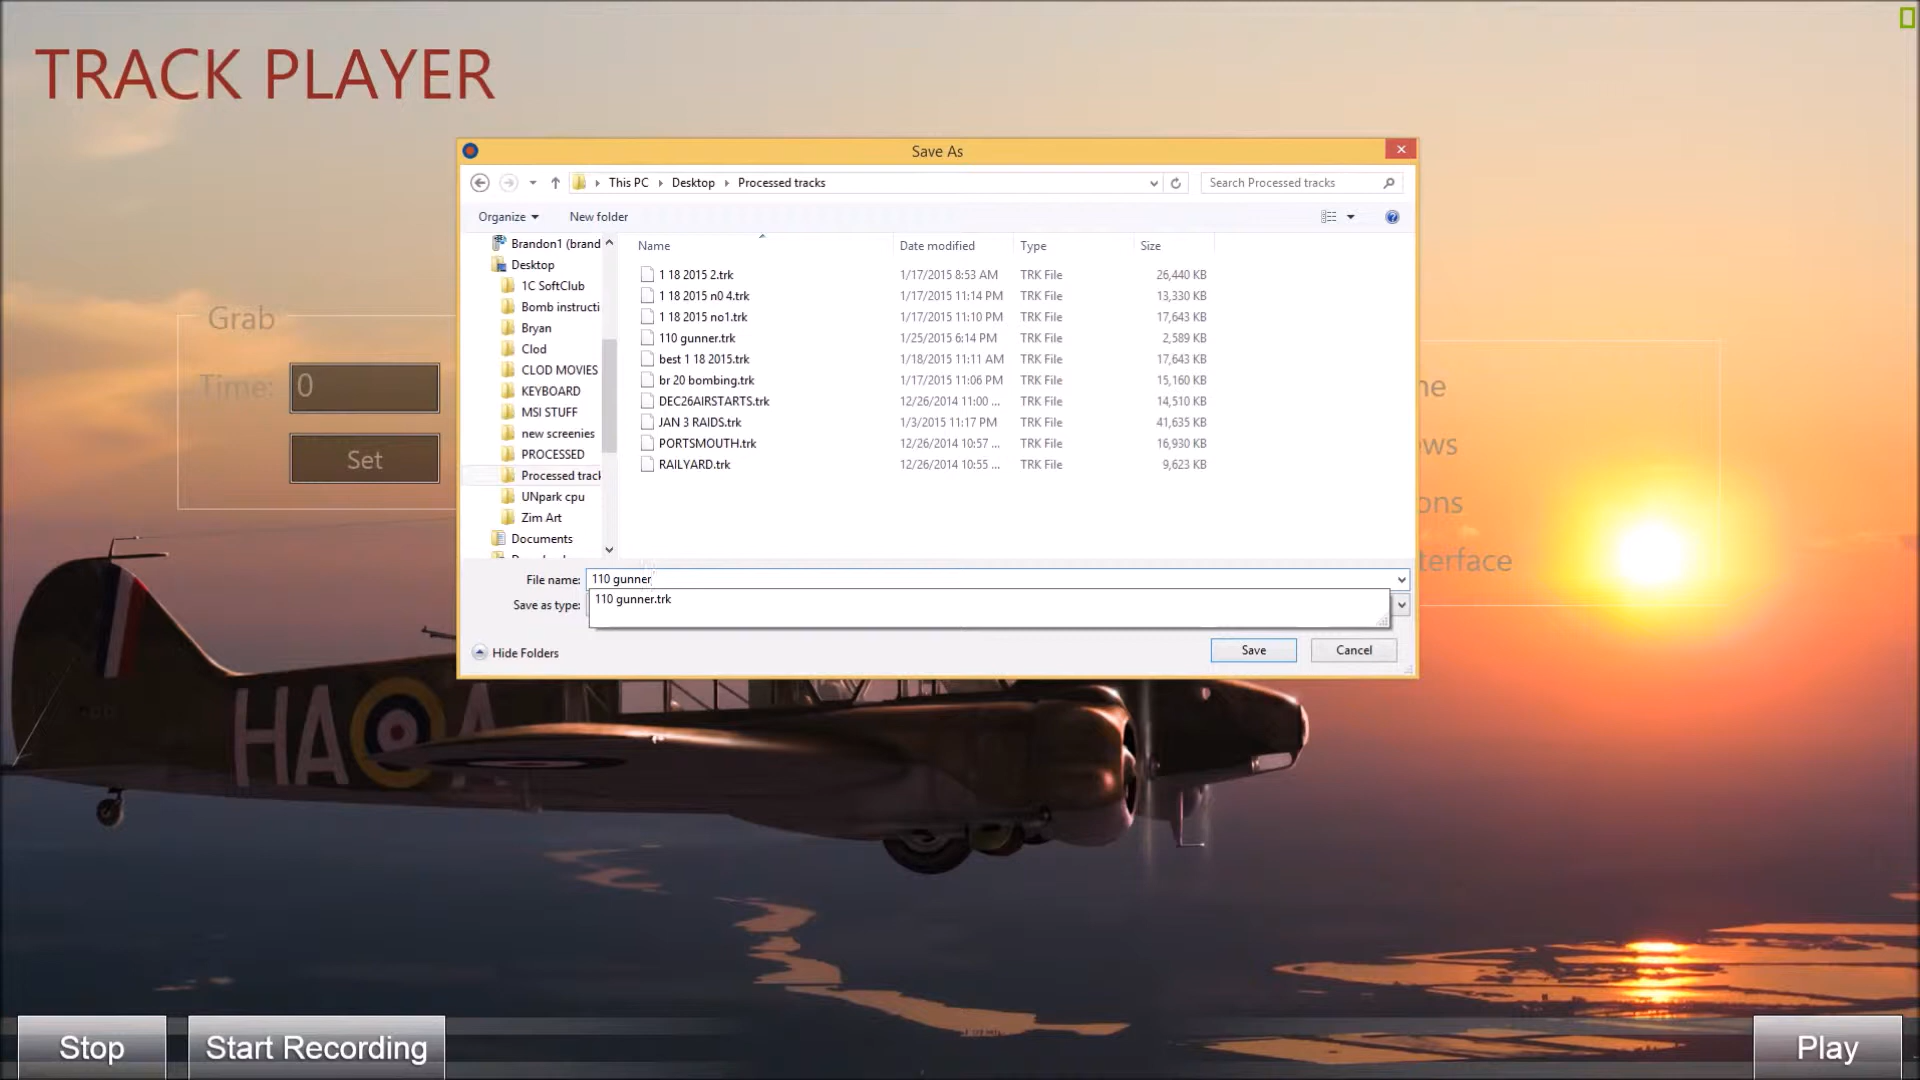 TRACK PLAYER
Save As
This PC
Desktop
Processed tracks
Search Processed tracks
Organize
New folder
Name Date modified Type Size
Brandon1 (brand
Desktop
1C SoftClub
Bomb instructi
Bryan
Clod
CLOD MOVIES
KEYBOARD
MSI STUFF
new screenies
PROCESSED
Processed track
UNpark cpu
Zim Art
Documents
1 18 2015 2.trk 1/17/2015 8:53 AM TRK File 26,440 KB
1 18 2015 n0 4.trk 1/17/2015 11:14 PM TRK File 13,330 KB
1 18 2015 no1.trk 1/17/2015 11:10 PM TRK File 17,643 KB
110 gunner.trk 1/25/2015 6:14 PM TRK File 2,589 KB
best 1 18 2015.trk 1/18/2015 11:11 AM TRK File 17,643 KB
br 20 bombing.trk 1/17/2015 11:06 PM TRK File 15,160 KB
DEC26AIRSTARTS.trk 12/26/2014 11:00 ... TRK File 14,510 KB
JAN 3 RAIDS.trk 1/3/2015 11:17 PM TRK File 41,635 KB
PORTSMOUTH.trk 12/26/2014 10:57 ... TRK File 16,930 KB
RAILYARD.trk 12/26/2014 10:55 ... TRK File 9,623 KB
File name: 110 gunner
110 gunner.trk
Save as type:
Hide Folders
Save
Cancel
Grab
Time: 0
Set
ne
ws
ons
terface
HA A
Stop
Start Recording
Play